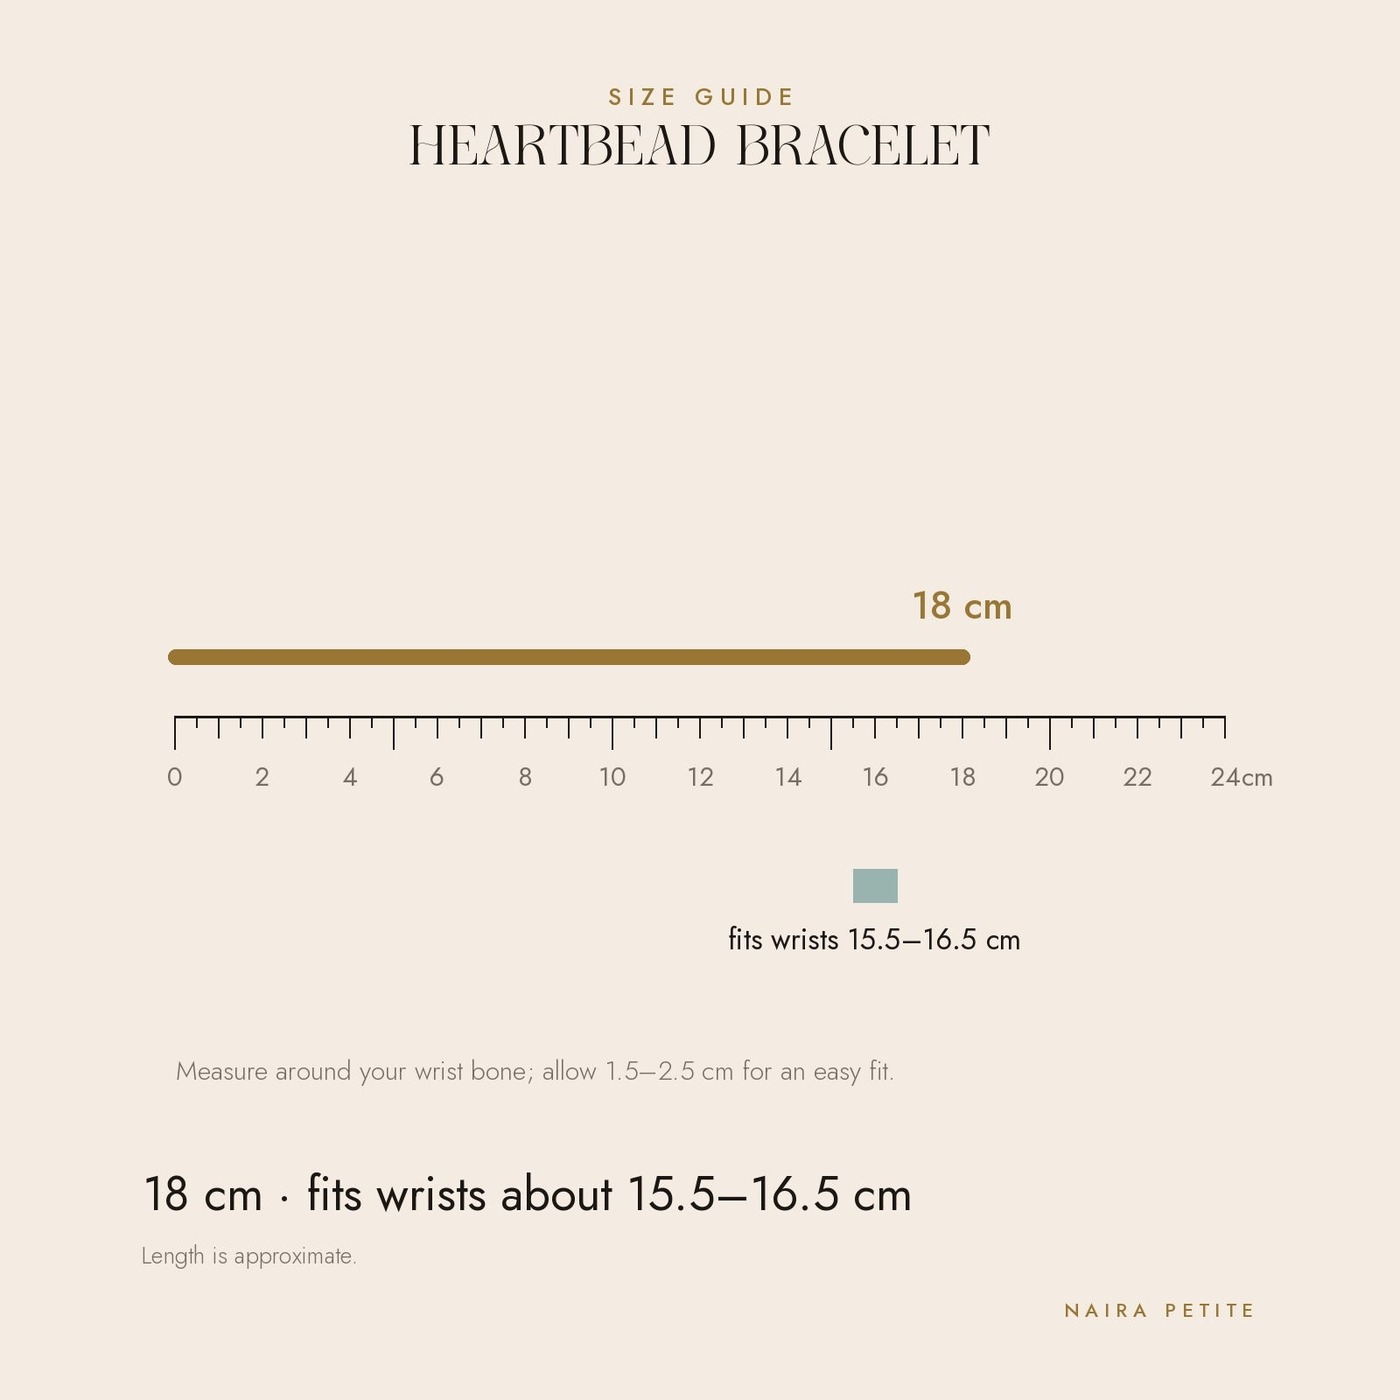 SIZE GUIDE
HEARTBEAD BRACELET
18 cm
0 2 4 6 8 10 12 14 16 18 20 22 24cm
fits wrists 15.5–16.5 cm
Measure around your wrist bone; allow 1.5–2.5 cm for an easy fit.
18 cm · fits wrists about 15.5–16.5 cm
Length is approximate.
NAIRA PETITE